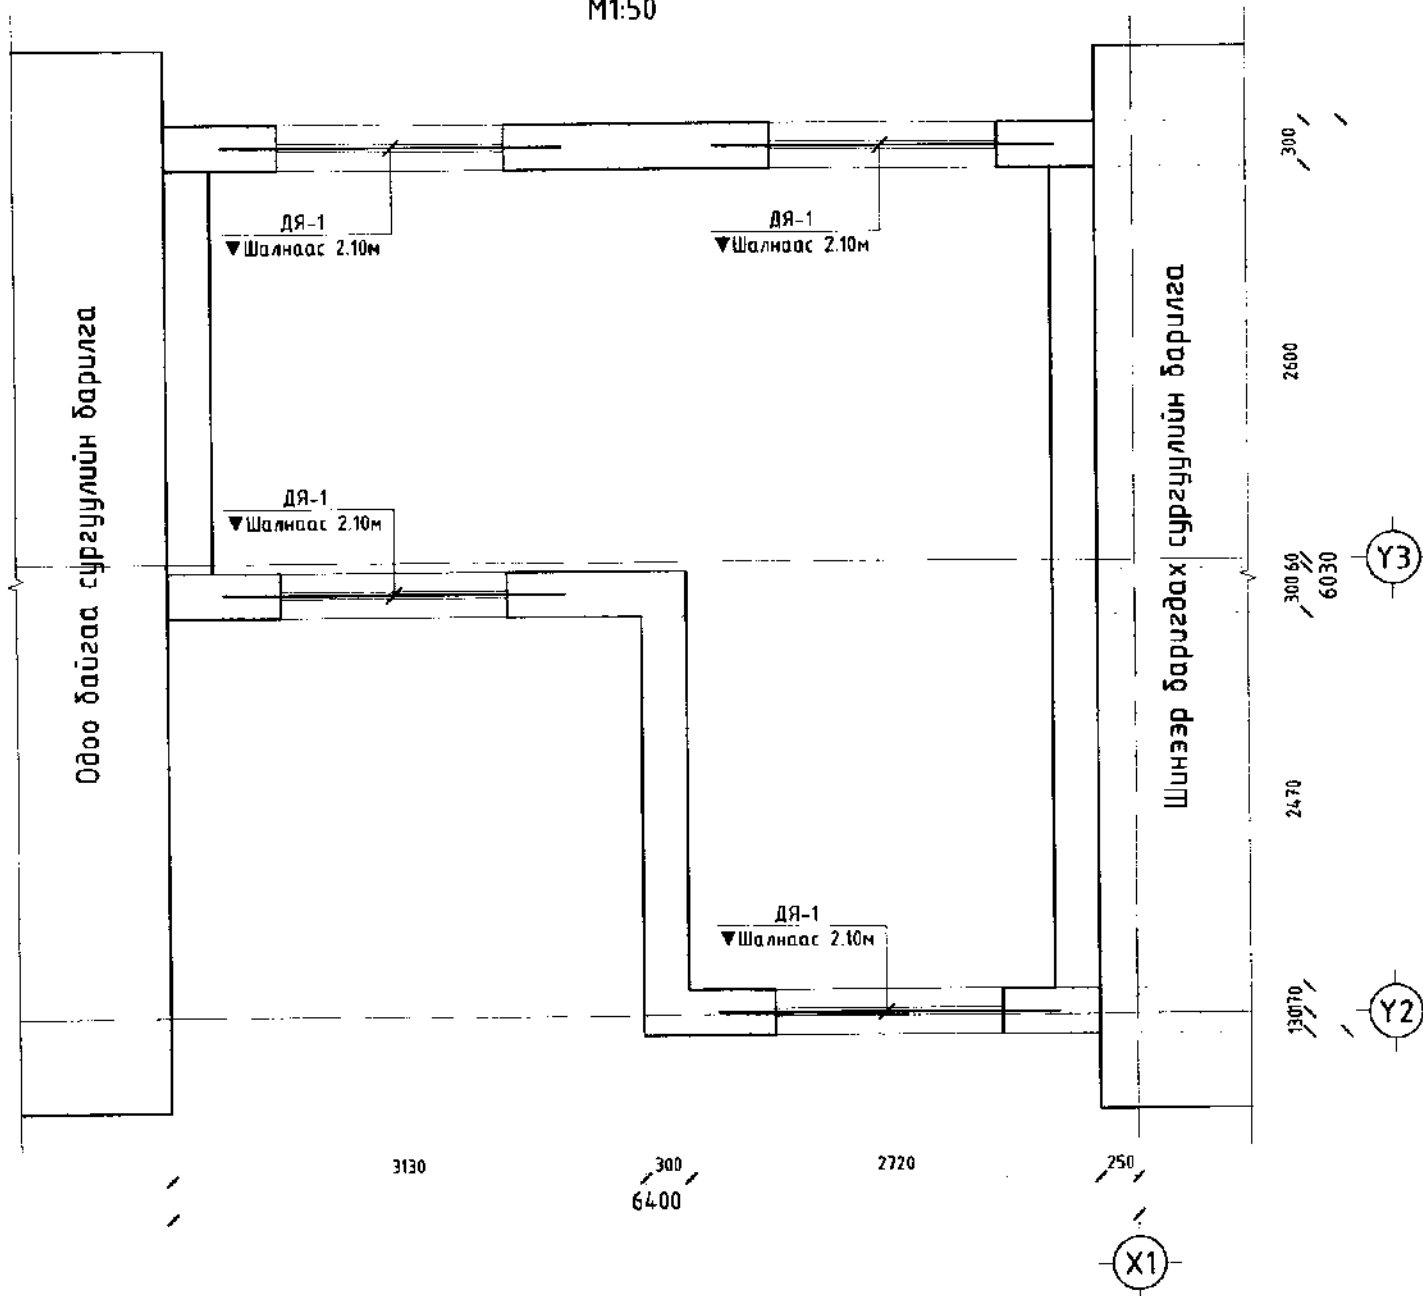 М1:50
300
ДЯ-1
▼Шалнаас 2.10м
ДЯ-1
▼Шалнаас 2.10м
Одоо байгаа сургуулийн барилга
Шинээр баригдах сургуулийн барилга
2600
ДЯ-1
▼Шалнаас 2.10м
300 60
6030
Y3
2470
ДЯ-1
▼Шалнаас 2.10м
130 170
Y2
3130
300
2720
250
6400
X1